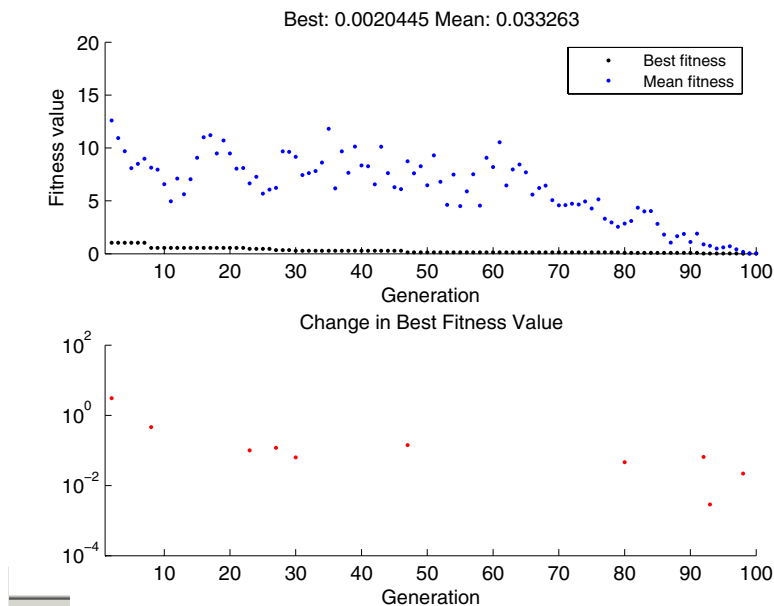 Best: 0.0020445 Mean: 0.033263
20
15
10
5
0
Fitness value
Best fitness
Mean fitness
10 20 30 40 50 60 70 80 90 100
Generation
Change in Best Fitness Value
10^2
10^0
10^-2
10^-4
10 20 30 40 50 60 70 80 90 100
Generation